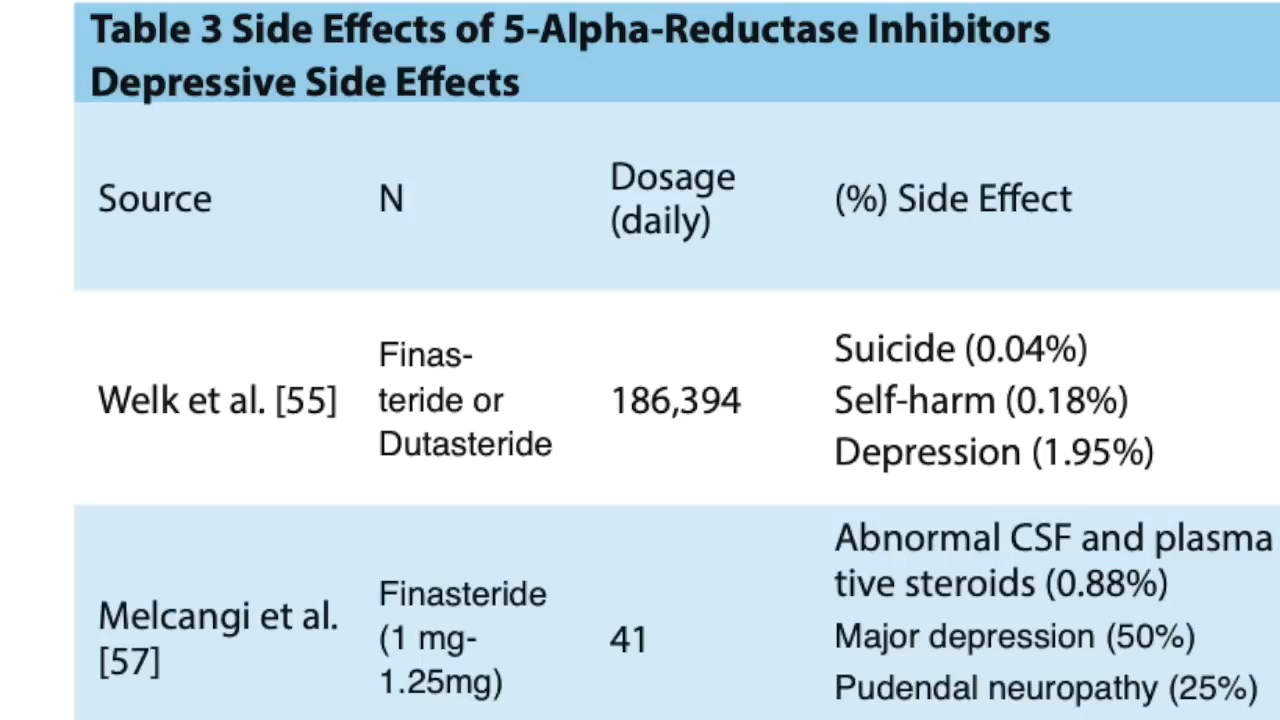 Table 3 Side Effects of 5-Alpha-Reductase Inhibitors
Depressive Side Effects
Source
N
Dosage
(daily)
(%) Side Effect
Welk et al. [55]
Finas-
teride or
Dutasteride
186,394
Suicide (0.04%)
Self-harm (0.18%)
Depression (1.95%)
Melcangi et al.
[57]
Finasteride
(1 mg-
1.25mg)
41
Abnormal CSF and plasma
tive steroids (0.88%)
Major depression (50%)
Pudendal neuropathy (25%)